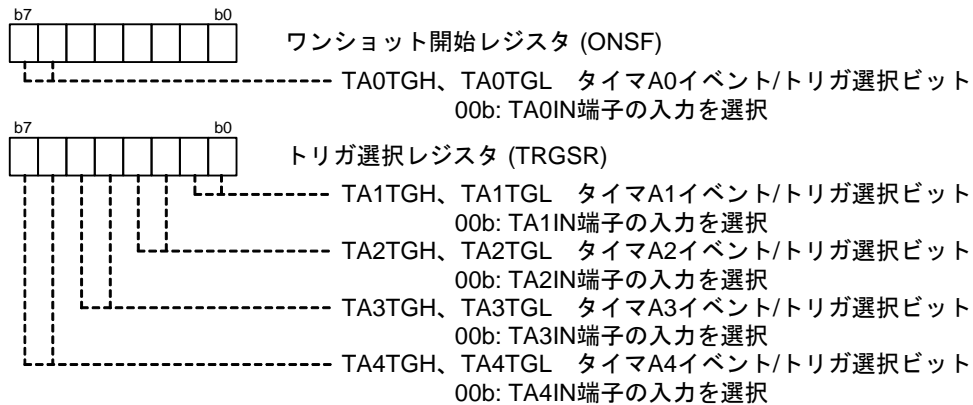 b7 b0
ワンショット開始レジスタ (ONSF)
TA0TGH、TA0TGL タイマA0イベント/トリガ選択ビット
00b: TA0IN端子の入力を選択
b7 b0
トリガ選択レジスタ (TRGSR)
TA1TGH、TA1TGL タイマA1イベント/トリガ選択ビット
00b: TA1IN端子の入力を選択
TA2TGH、TA2TGL タイマA2イベント/トリガ選択ビット
00b: TA2IN端子の入力を選択
TA3TGH、TA3TGL タイマA3イベント/トリガ選択ビット
00b: TA3IN端子の入力を選択
TA4TGH、TA4TGL タイマA4イベント/トリガ選択ビット
00b: TA4IN端子の入力を選択